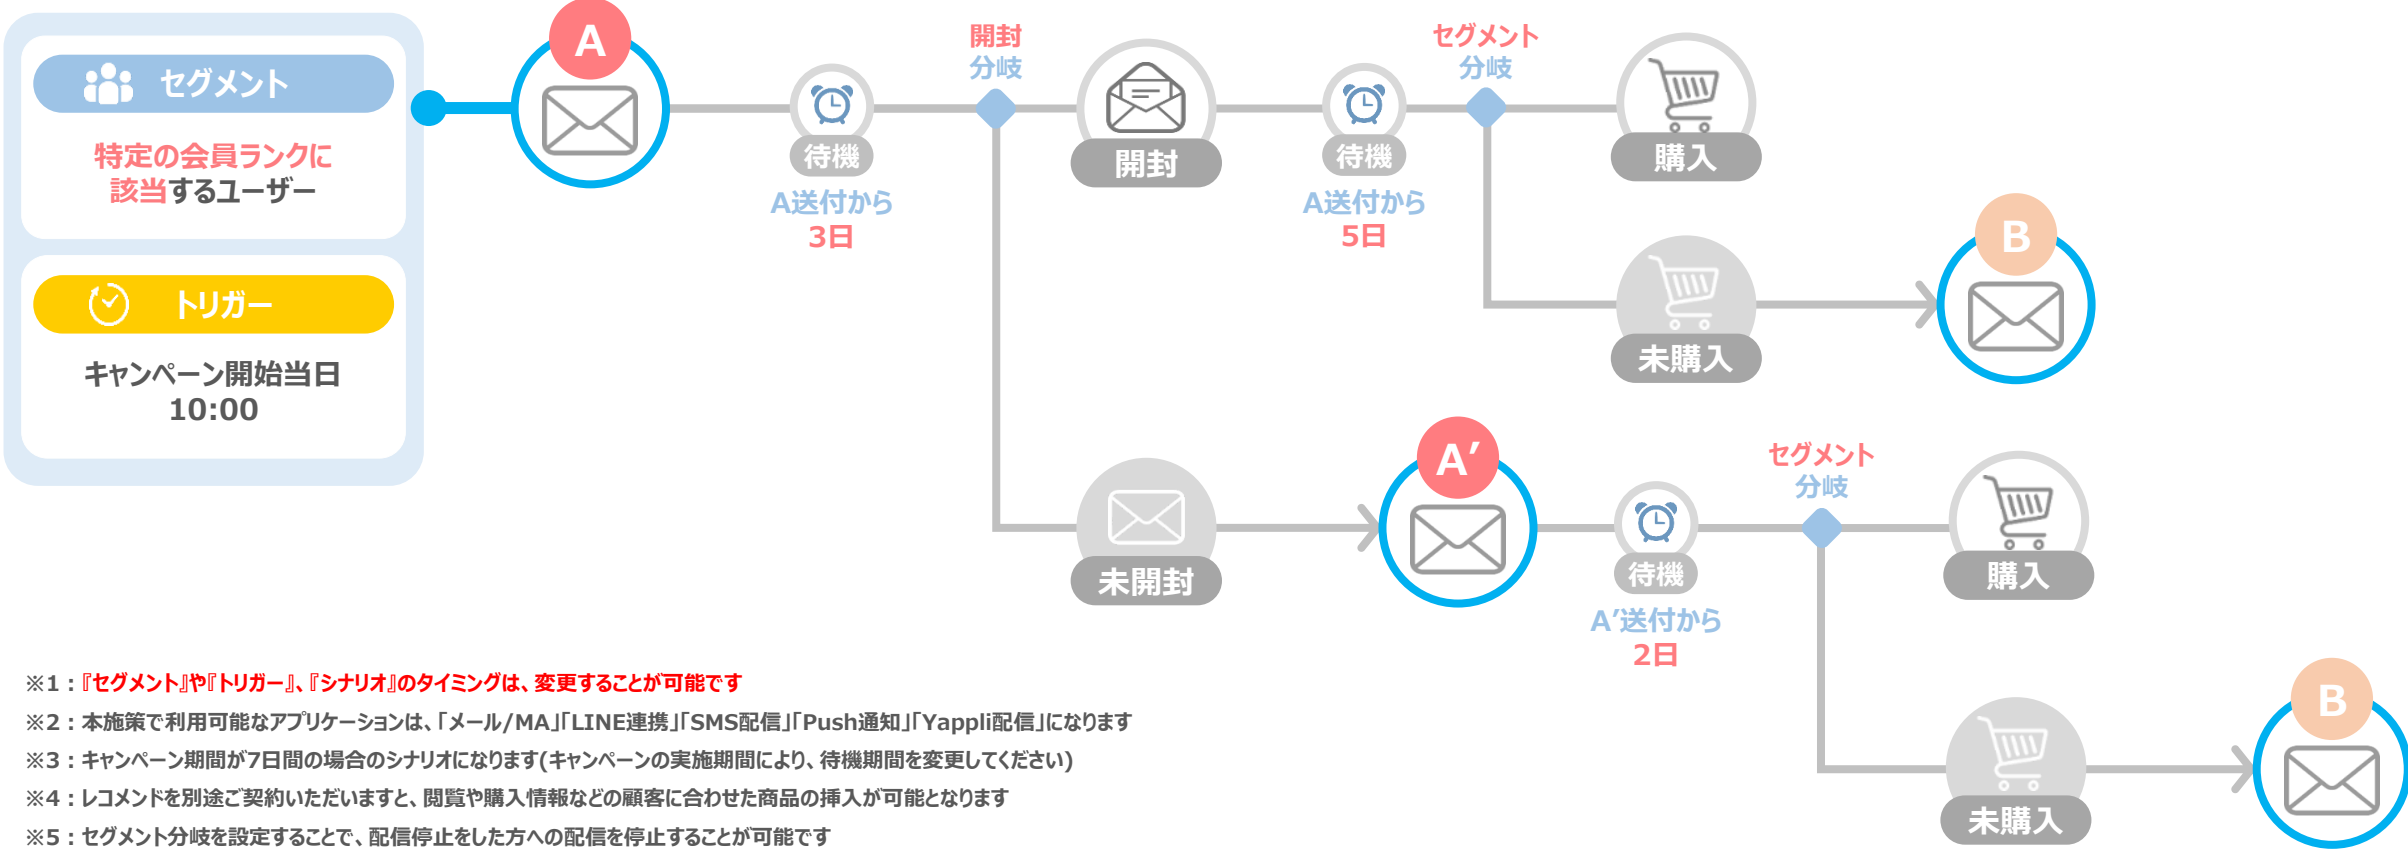 セグメント
特定の会員ランクに
該当するユーザー
トリガー
キャンペーン開始当日
10:00
A
待機
A送付から
3日
開封
分岐
開封
待機
A送付から
5日
セグメント
分岐
購入
未購入
B
未開封
A′
待機
A′送付から
2日
セグメント
分岐
購入
未購入
B
※1：『セグメント』や『トリガー』、『シナリオ』のタイミングは、変更することが可能です
※2：本施策で利用可能なアプリケーションは、「メール/MA」「LINE連携」「SMS配信」「Push通知」「Yappli配信」になります
※3：キャンペーン期間が7日間の場合のシナリオになります(キャンペーンの実施期間により、待機期間を変更してください)
※4：レコメンドを別途ご契約いただいますと、閲覧や購入情報などの顧客に合わせた商品の挿入が可能となります
※5：セグメント分岐を設定することで、配信停止をした方への配信を停止することが可能です